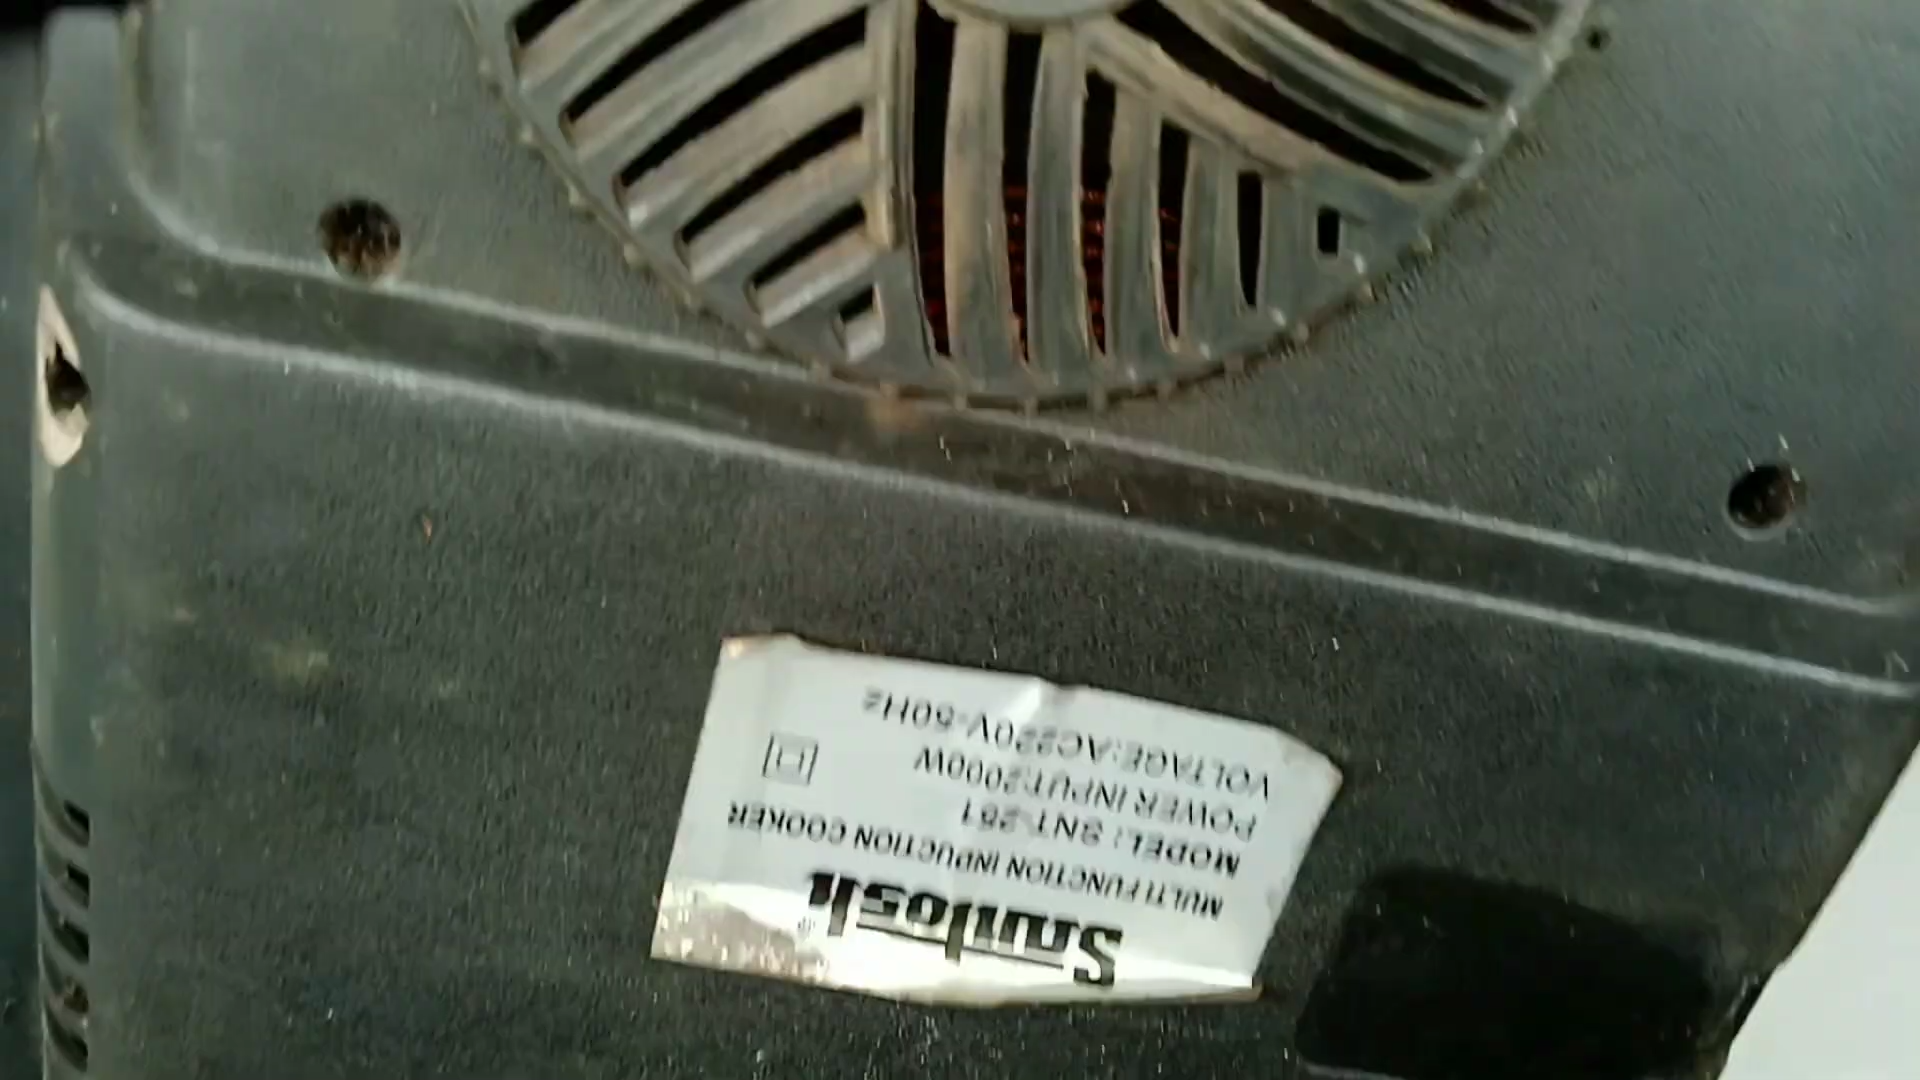 Santosh®
MULTI FUNCTION INDUCTION COOKER
MODEL: SNT-251
POWER INPUT:2000W
VOLTAGE:AC220V-50Hz